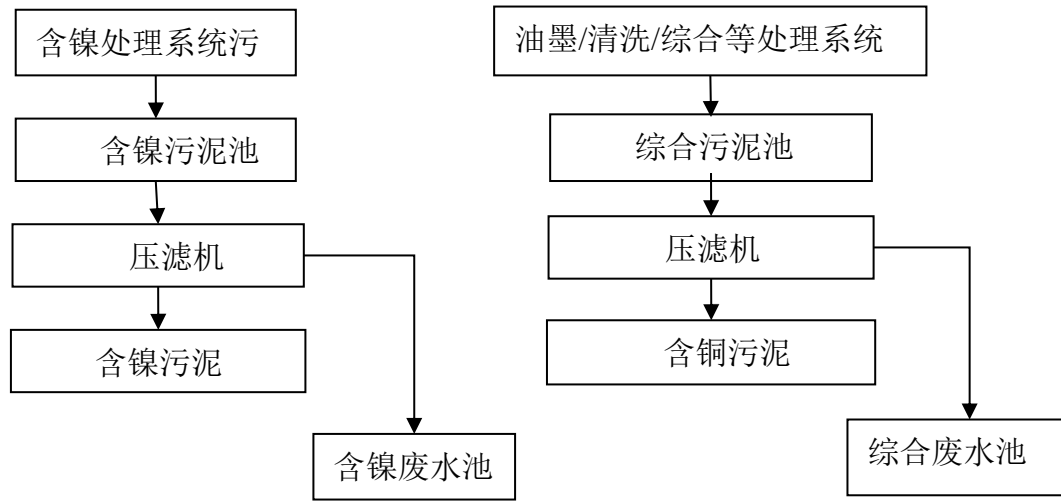 含镍处理系统污
含镍污泥池
压滤机
含镍污泥
含镍废水池
油墨/清洗/综合等处理系统
综合污泥池
压滤机
含铜污泥
综合废水池